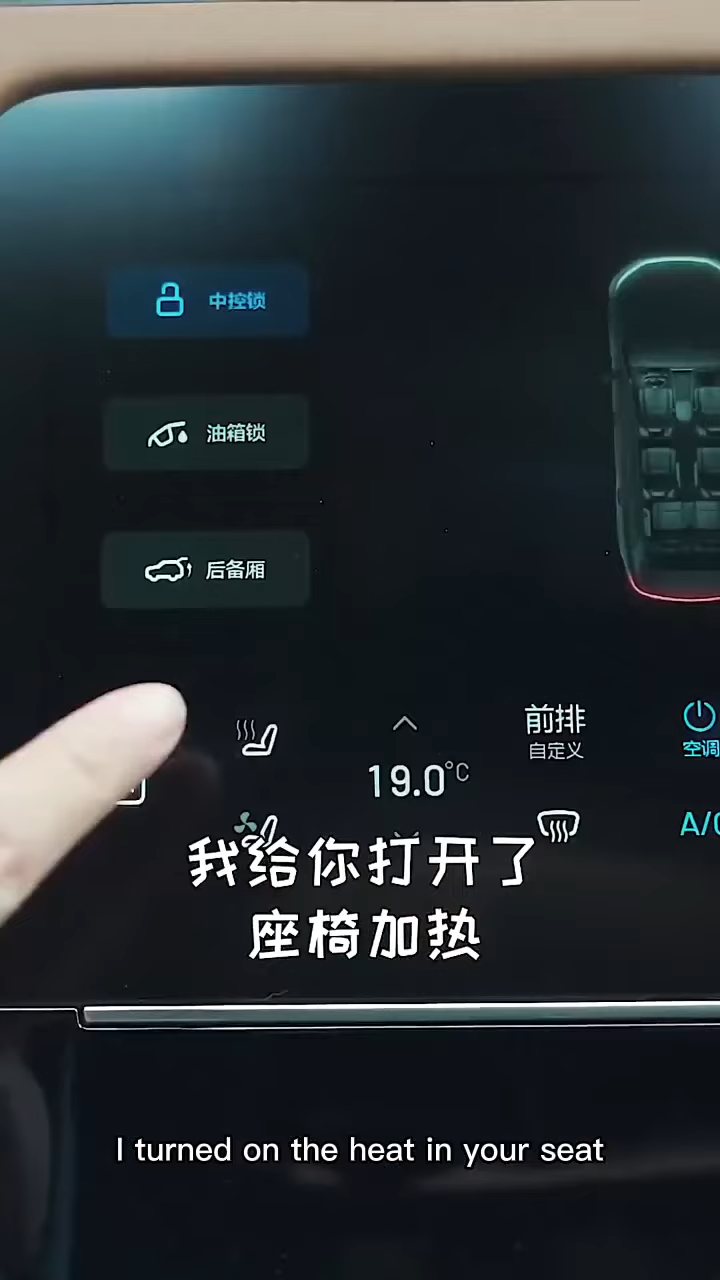 中控锁
油箱锁
后备厢
前排
自定义
空调
19.0°C
A/C
我给你打开了
座椅加热
I turned on the heat in your seat